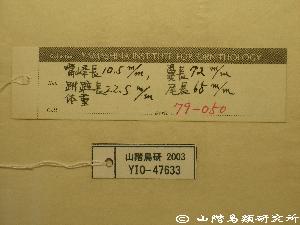 YAMASHINA INSTITUTE FOR ORNITHOLOGY
嘴峰長 10.5 m/m, 翼長 72 m/m
No.
跗蹠長 22.5 m/m 尾長 65 m/m
体重
79-050
山階鳥研 2003
YIO-47633
© 山階鳥類研究所